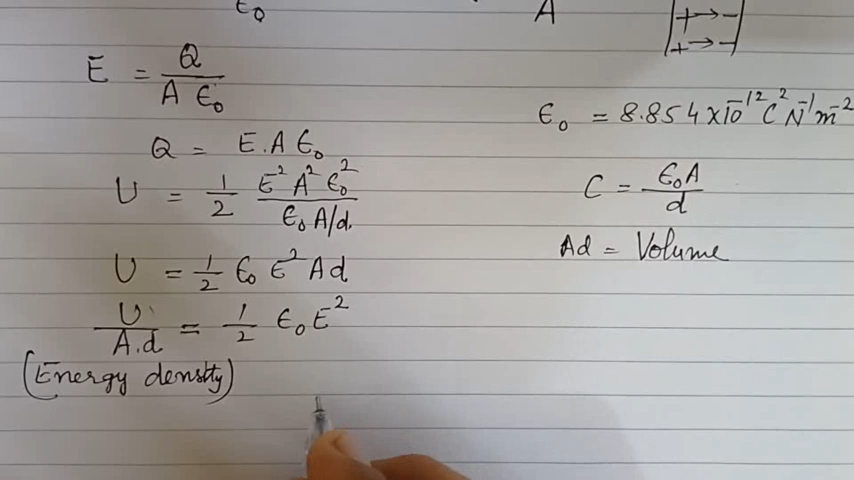 ϵ₀
A
+→−
+→−
E = Q / A ϵ₀
ϵ₀ = 8.854 × 10⁻¹² C² N⁻¹ m⁻²
Q = E.A ϵ₀
U = 1/2 E² A² ϵ₀² / ϵ₀ A/d.
C = ϵ₀A / d
Ad = Volume
U = 1/2 ϵ₀ E² Ad
U / A.d = 1/2 ϵ₀ E²
(Energy density)